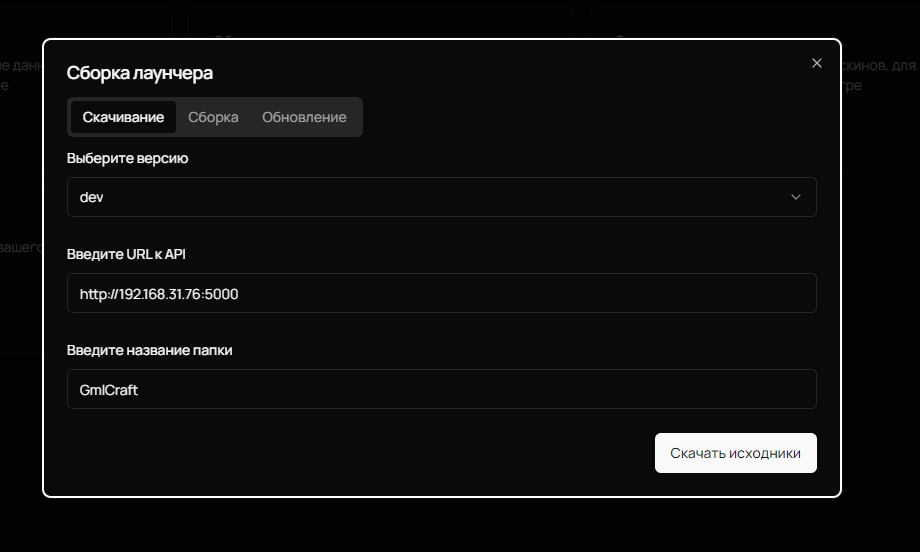 е данн
е
скинов, для
гре
вашего
Сборка лаунчера
Скачивание Сборка Обновление
Выберите версию
dev
Введите URL к API
http://192.168.31.76:5000
Введите название папки
GmlCraft
Скачать исходники